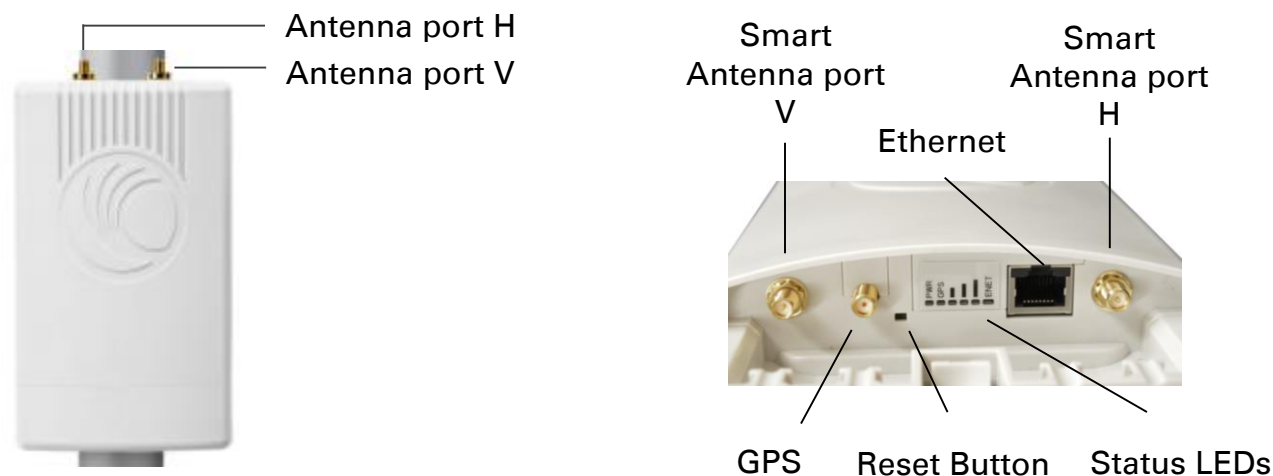 Antenna port H
Antenna port V
Smart
Antenna port
V
Smart
Antenna port
H
Ethernet
PWR
GPS
ENET
GPS
Reset Button
Status LEDs